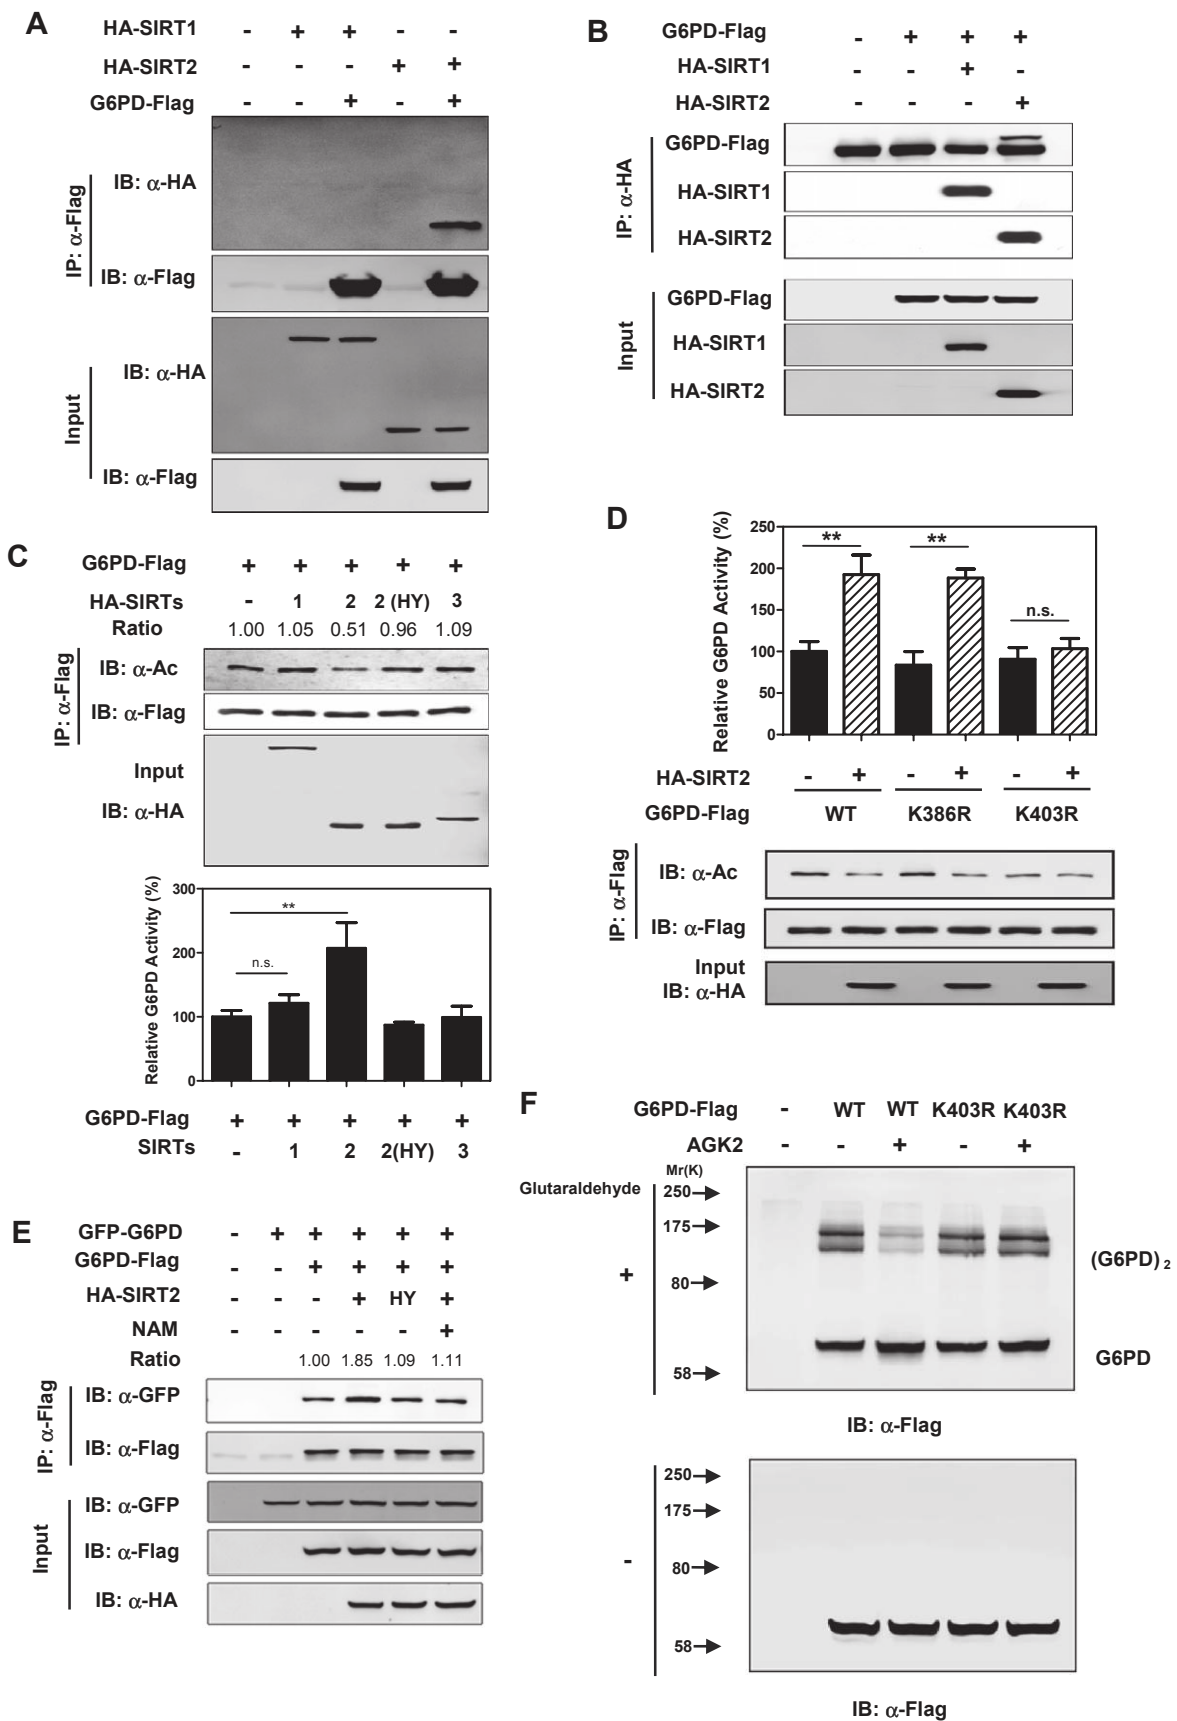 A
HA-SIRT1 - + + - -
HA-SIRT2 - - - + +
G6PD-Flag - - + - +
IP: α-Flag
IB: α-HA
IB: α-Flag
Input
IB: α-HA
IB: α-Flag
B
G6PD-Flag - + + +
HA-SIRT1 - - + -
HA-SIRT2 - - - +
IP: α-HA
G6PD-Flag
HA-SIRT1
HA-SIRT2
Input
G6PD-Flag
HA-SIRT1
HA-SIRT2
C
G6PD-Flag + + + + +
HA-SIRTs - 1 2 2 (HY) 3
Ratio 1.00 1.05 0.51 0.96 1.09
IP: α-Flag
IB: α-Ac
IB: α-Flag
Input
IB: α-HA
Relative G6PD Activity (%)
300
200
100
0
**
n.s.
G6PD-Flag + + + + +
SIRTs - 1 2 2(HY) 3
D
Relative G6PD Activity (%)
250
200
150
100
50
0
** ** n.s.
HA-SIRT2 - + - + - +
G6PD-Flag WT K386R K403R
IP: α-Flag
IB: α-Ac
IB: α-Flag
Input
IB: α-HA
E
GFP-G6PD - + + + + +
G6PD-Flag - - + + + +
HA-SIRT2 - - - + HY +
NAM - - - - - +
Ratio 1.00 1.85 1.09 1.11
IP: α-Flag
IB: α-GFP
IB: α-Flag
Input
IB: α-GFP
IB: α-Flag
IB: α-HA
F
G6PD-Flag - WT WT K403R K403R
AGK2 - - + - +
Mr(K)
Glutaraldehyde
250
175
+
80
58
(G6PD)2
G6PD
IB: α-Flag
250
175
-
80
58
IB: α-Flag